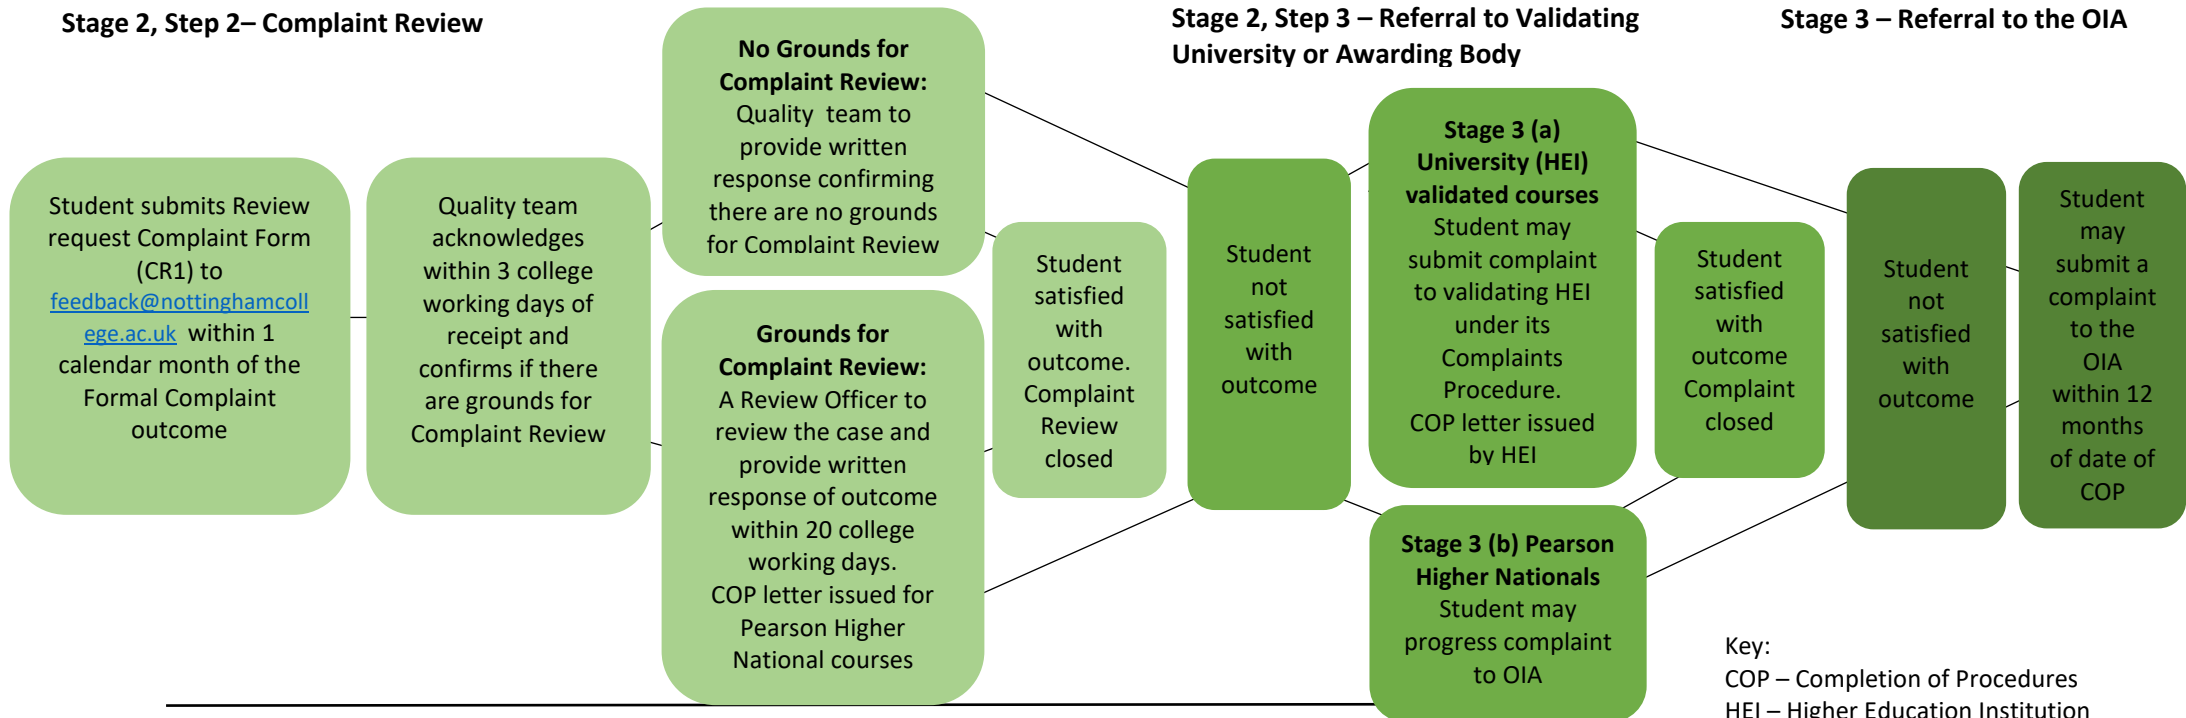 Stage 2, Step 2– Complaint Review
Student submits Review
request Complaint Form
(CR1) to
feedback@nottinghamcoll
ege.ac.uk within 1
calendar month of the
Formal Complaint
outcome
Quality team
acknowledges
within 3 college
working days of
receipt and
confirms if there
are grounds for
Complaint Review
No Grounds for
Complaint Review:
Quality team to
provide written
response confirming
there are no grounds
for Complaint Review
Grounds for
Complaint Review:
A Review Officer to
review the case and
provide written
response of outcome
within 20 college
working days.
COP letter issued for
Pearson Higher
National courses
Student
satisfied
with
outcome.
Complaint
Review
closed
Stage 2, Step 3 – Referral to Validating
University or Awarding Body
Student
not
satisfied
with
outcome
Stage 3 (a)
University (HEI)
validated courses
Student may
submit complaint
to validating HEI
under its
Complaints
Procedure.
COP letter issued
by HEI
Stage 3 (b) Pearson
Higher Nationals
Student may
progress complaint
to OIA
Student
satisfied
with
outcome
Complaint
closed
Stage 3 – Referral to the OIA
Student
not
satisfied
with
outcome
Student
may
submit a
complaint
to the
OIA
within 12
months
of date of
COP
Key:
COP – Completion of Procedures
HEI – Higher Education Institution